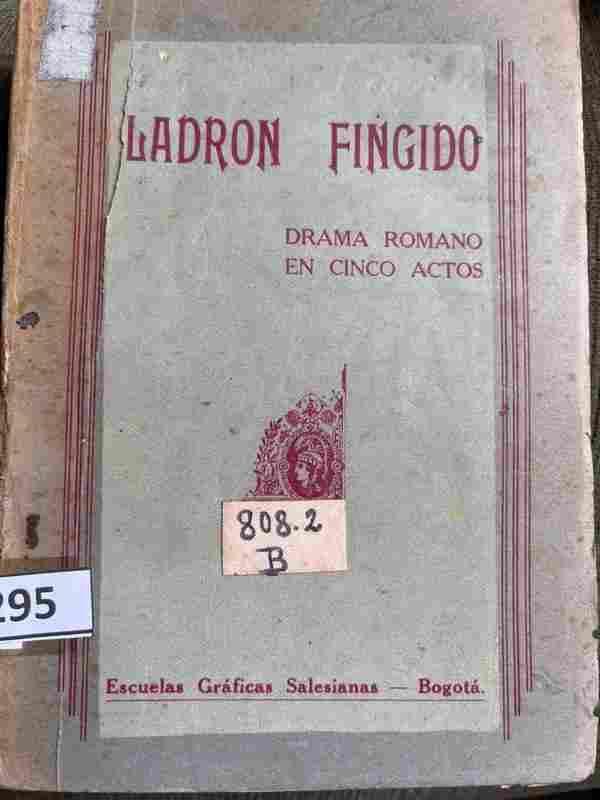 LADRON FINGIDO
DRAMA ROMANO
EN CINCO ACTOS
808.2
B
295
Escuelas Gráficas Salesianas — Bogotá.